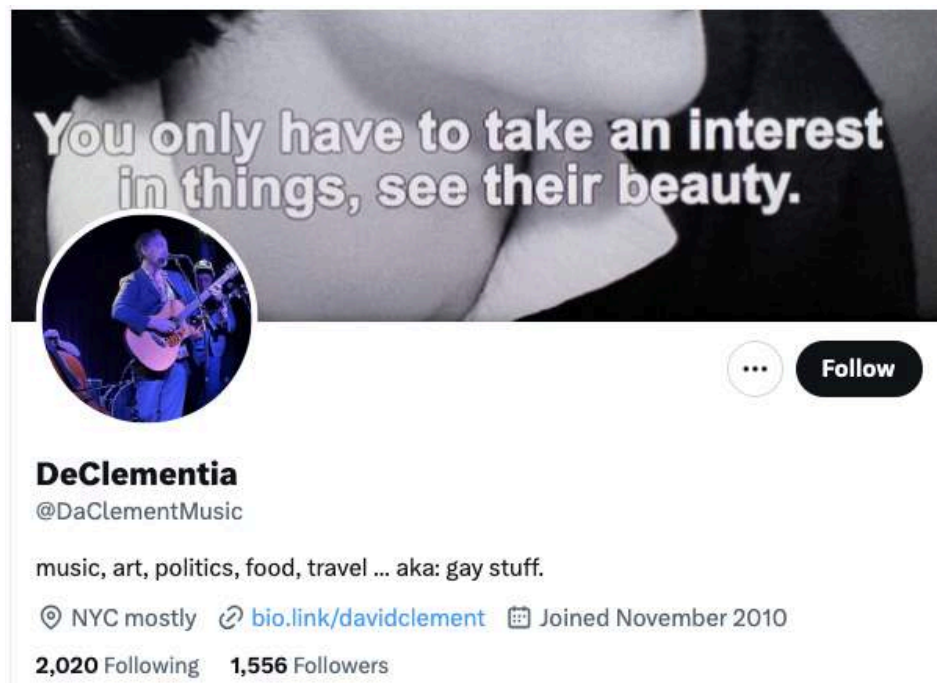 You only have to take an interest
in things, see their beauty.
Follow
DeClementia
@DaClementMusic
music, art, politics, food, travel ... aka: gay stuff.
NYC mostly bio.link/davidclement Joined November 2010
2,020 Following 1,556 Followers